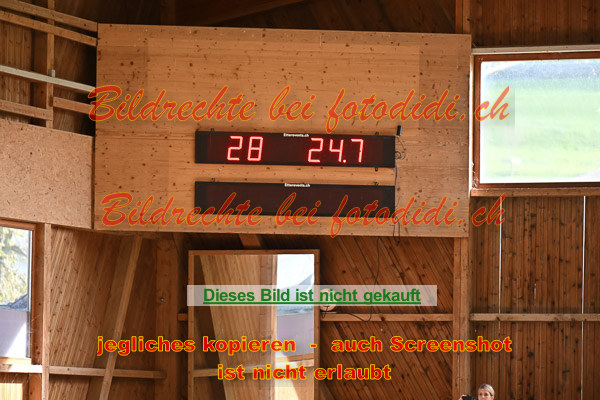 Bildrechte bei fotodidi.ch
28 24.7
Bildrechte bei fotodidi.ch
Dieses Bild ist nicht gekauft
jegliches kopieren - auch Screenshot
ist nicht erlaubt